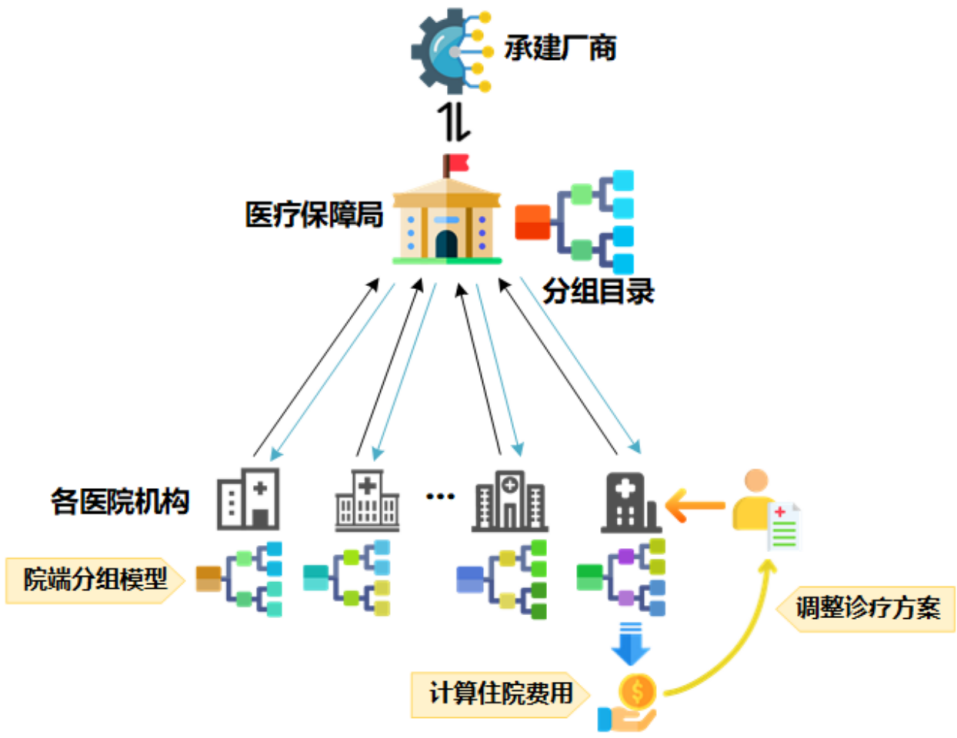 承建厂商
医疗保障局
分组目录
各医院机构
...
院端分组模型
调整诊疗方案
计算住院费用